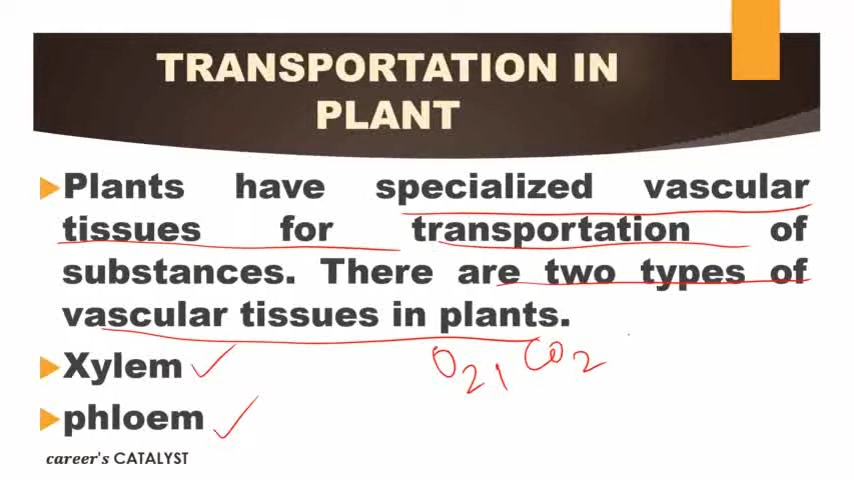 TRANSPORTATION IN
PLANT
Plants have specialized vascular
tissues for transportation of
substances. There are two types of
vascular tissues in plants.
Xylem
O2, CO2
phloem
career's CATALYST